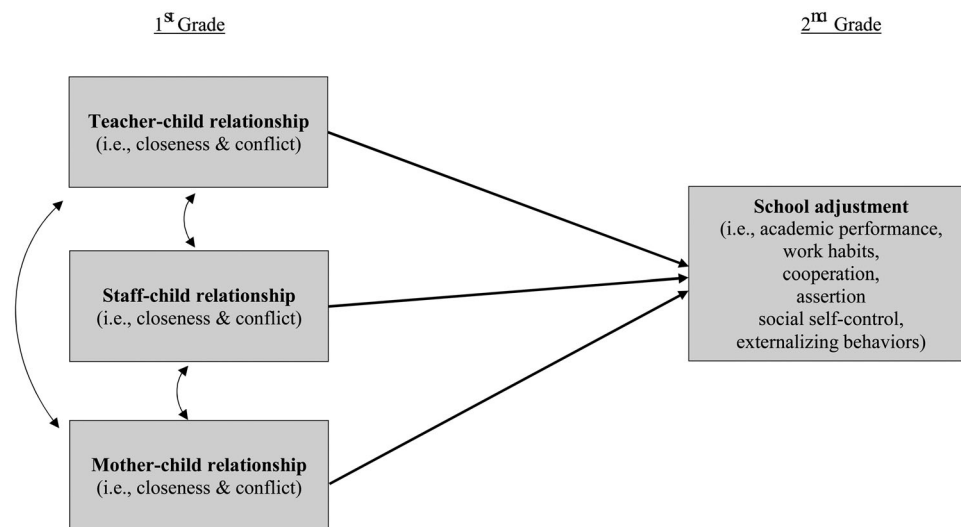 1st Grade
2nd Grade
Teacher-child relationship
(i.e., closeness & conflict)
Staff-child relationship
(i.e., closeness & conflict)
Mother-child relationship
(i.e., closeness & conflict)
School adjustment
(i.e., academic performance,
work habits,
cooperation,
assertion
social self-control,
externalizing behaviors)